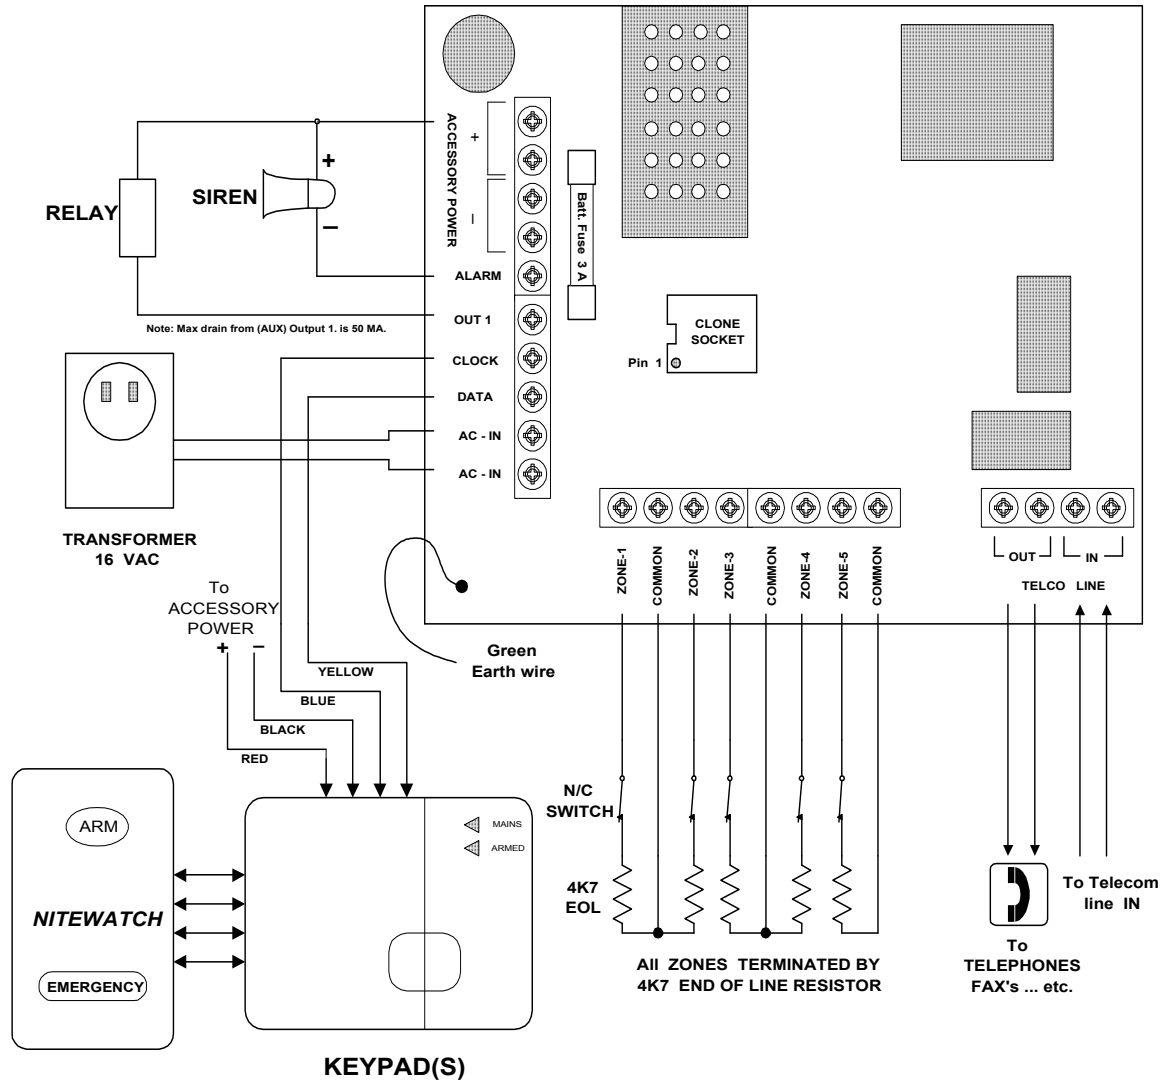 ACCESSORY POWER
+
–
+
SIREN
–
RELAY
ALARM
OUT 1
Note: Max drain from (AUX) Output 1. is 50 MA.
CLOCK
DATA
AC - IN
AC - IN
Batt. Fuse 3 A
CLONE
SOCKET
Pin 1
TRANSFORMER
16 VAC
ZONE-1
COMMON
ZONE-2
ZONE-3
COMMON
ZONE-4
ZONE-5
COMMON
OUT
IN
TELCO LINE
To
ACCESSORY
POWER
+ –
Green
Earth wire
YELLOW
BLUE
BLACK
RED
N/C
SWITCH
4K7
EOL
All ZONES TERMINATED BY
4K7 END OF LINE RESISTOR
To Telecom
line IN
To
TELEPHONES
FAX's ... etc.
ARM
NITEWATCH
EMERGENCY
MAINS
ARMED
KEYPAD(S)